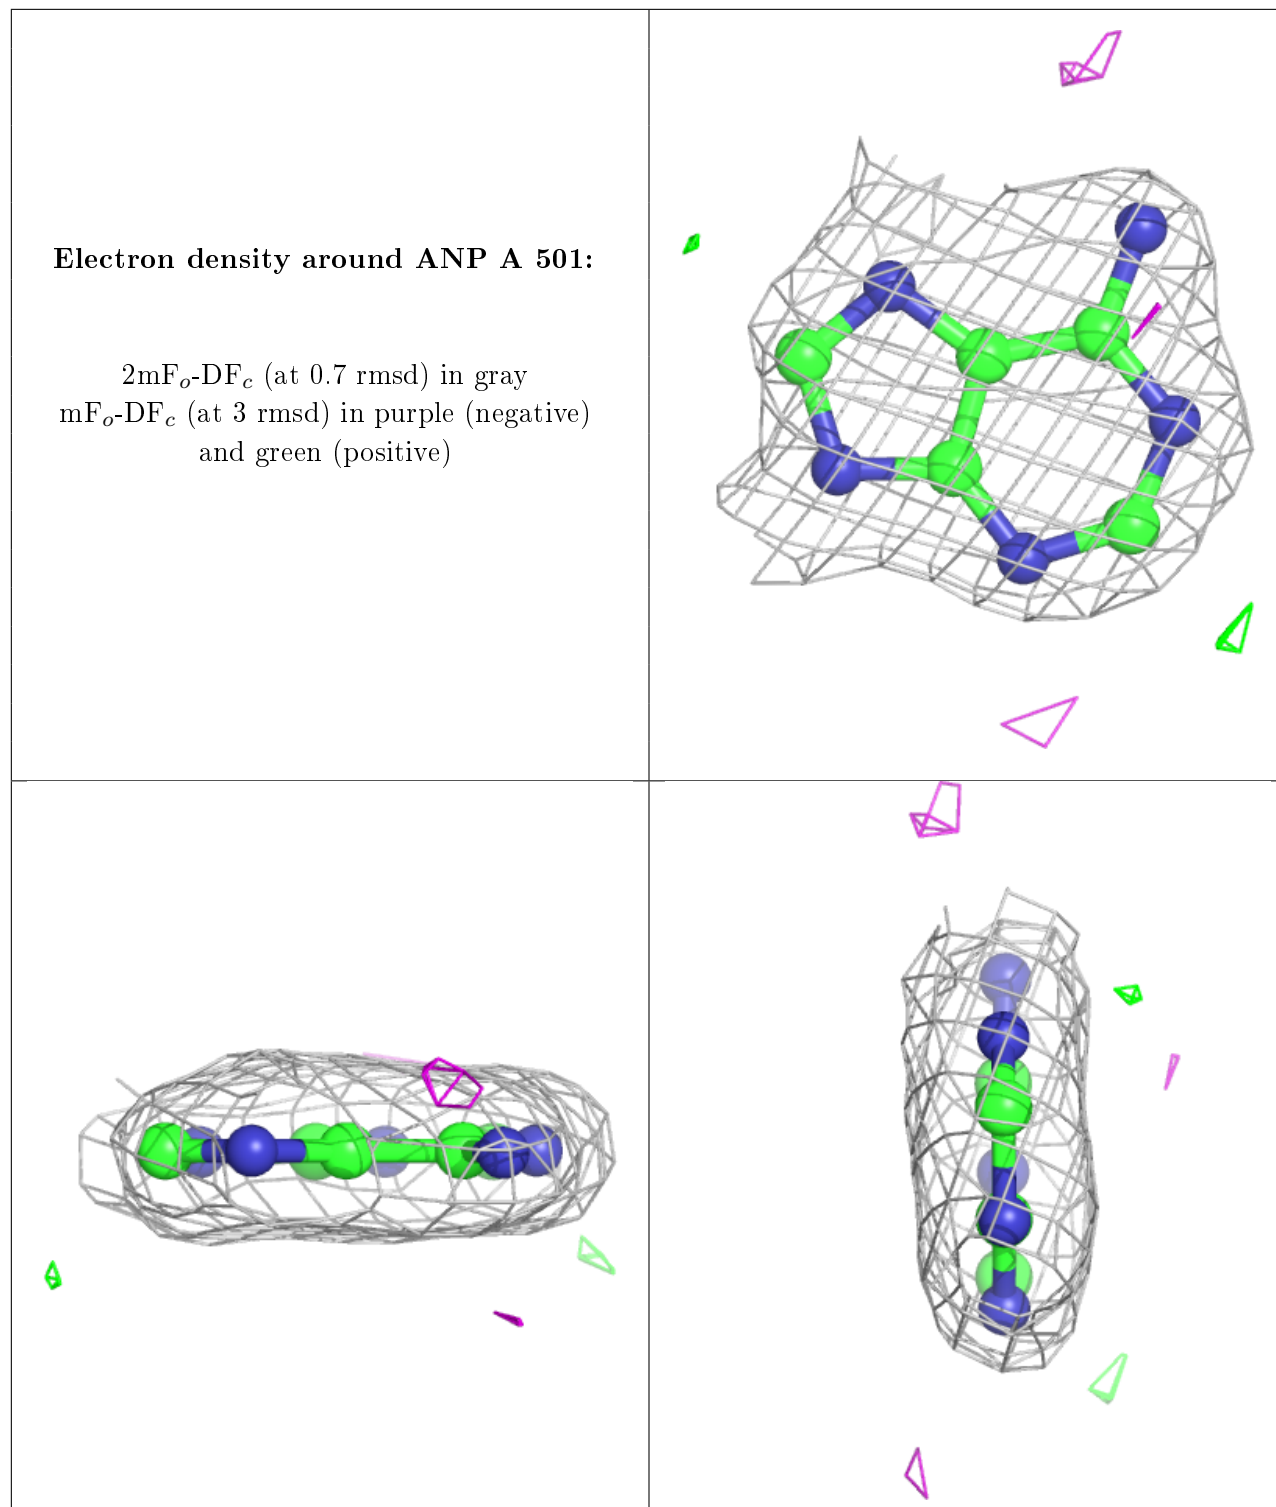 Electron density around ANP A 501:
2mFo-DFc (at 0.7 rmsd) in gray
mFo-DFc (at 3 rmsd) in purple (negative)
and green (positive)